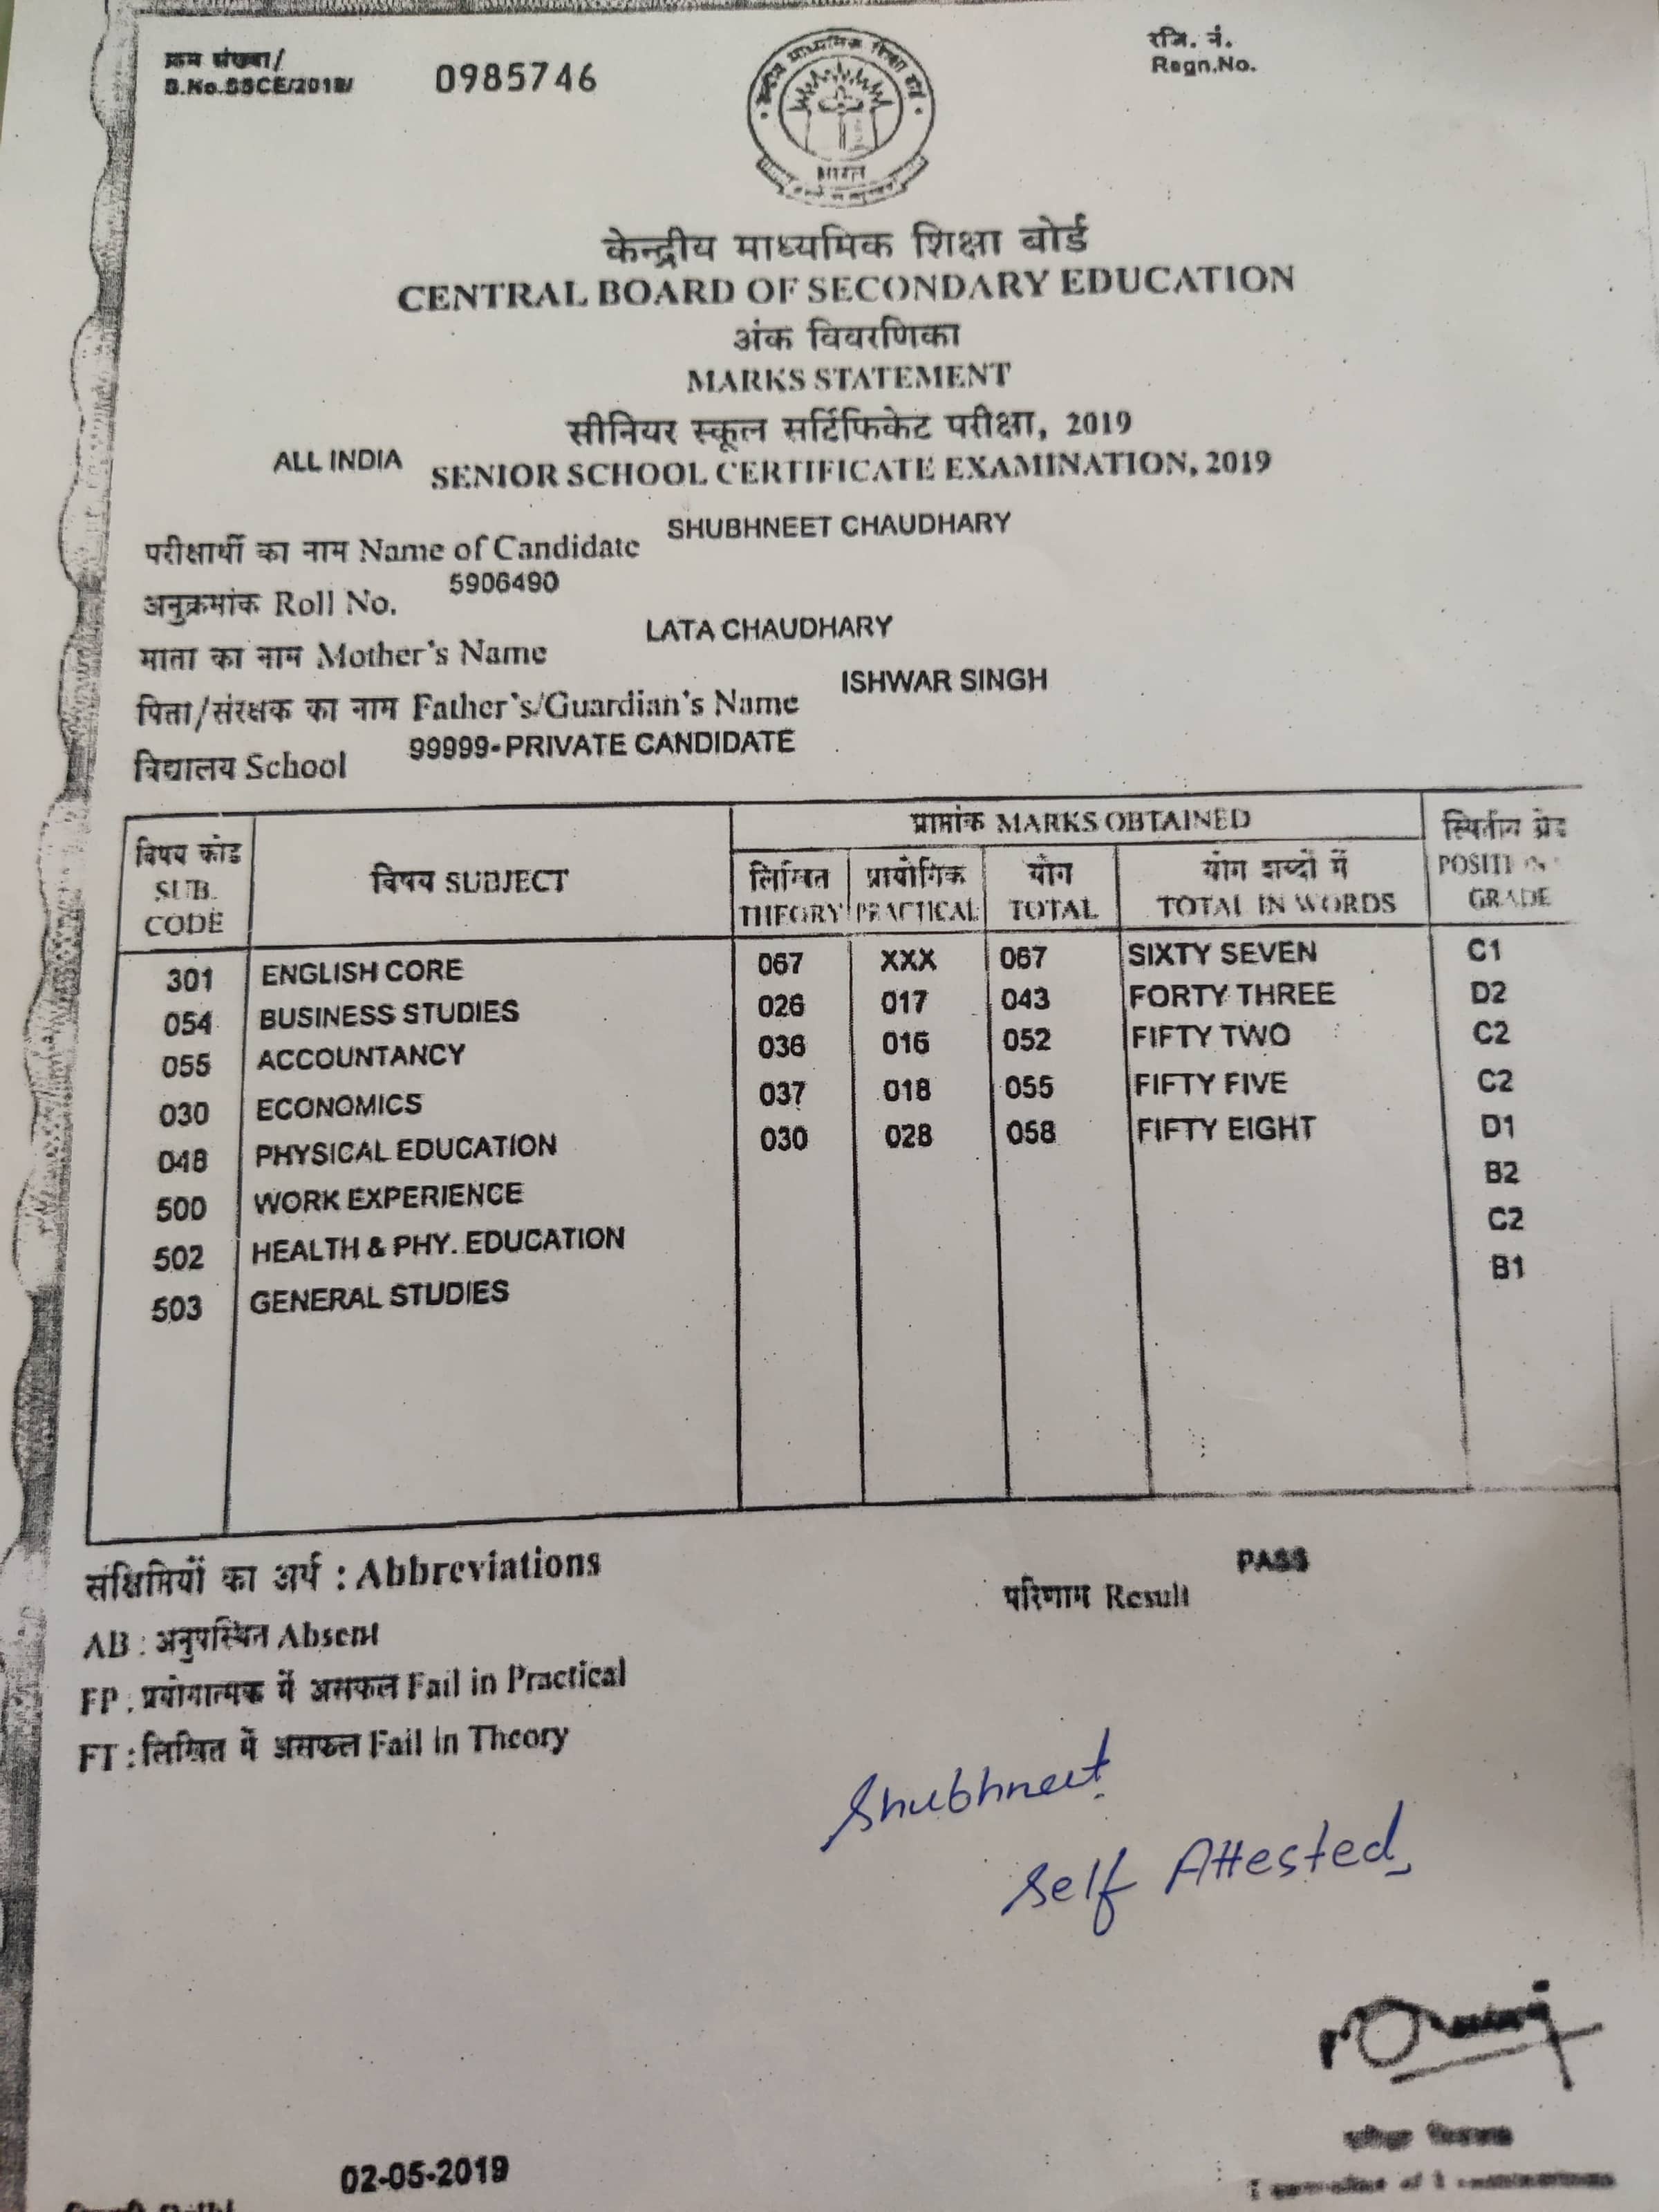 क्रम संख्या/
S.No.SSCE/2018/ 0985746
रजि. नं.
Regn.No.
भारत
केन्द्रीय माध्यमिक शिक्षा बोर्ड
CENTRAL BOARD OF SECONDARY EDUCATION
अंक विवरणिका
MARKS STATEMENT
सीनियर स्कूल सर्टिफिकेट परीक्षा, 2019
ALL INDIA SENIOR SCHOOL CERTIFICATE EXAMINATION, 2019
परीक्षार्थी का नाम Name of Candidate SHUBHNEET CHAUDHARY
अनुक्रमांक Roll No. 5906490
माता का नाम Mother's Name LATA CHAUDHARY
पिता/संरक्षक का नाम Father's/Guardian's Name ISHWAR SINGH
विद्यालय School 99999-PRIVATE CANDIDATE
विषय कोड SUB. CODE
विषय SUBJECT
प्राप्तांक MARKS OBTAINED
लिखित THEORY
प्रायोगिक PRACTICAL
योग TOTAL
योग शब्दों में TOTAL IN WORDS
ग्रेड GRADE
301 ENGLISH CORE 067 XXX 067 SIXTY SEVEN C1
054 BUSINESS STUDIES 026 017 043 FORTY THREE D2
055 ACCOUNTANCY 036 016 052 FIFTY TWO C2
030 ECONOMICS 037 018 055 FIFTY FIVE C2
048 PHYSICAL EDUCATION 030 028 058 FIFTY EIGHT D1
500 WORK EXPERIENCE B2
502 HEALTH & PHY. EDUCATION C2
503 GENERAL STUDIES B1
संक्षिप्तियों का अर्थ : Abbreviations
परिणाम Result PASS
AB : अनुपस्थित Absent
FP : प्रयोगात्मक में असफल Fail in Practical
FT : लिखित में असफल Fail in Theory
Shubhneet
Self Attested
02-05-2019